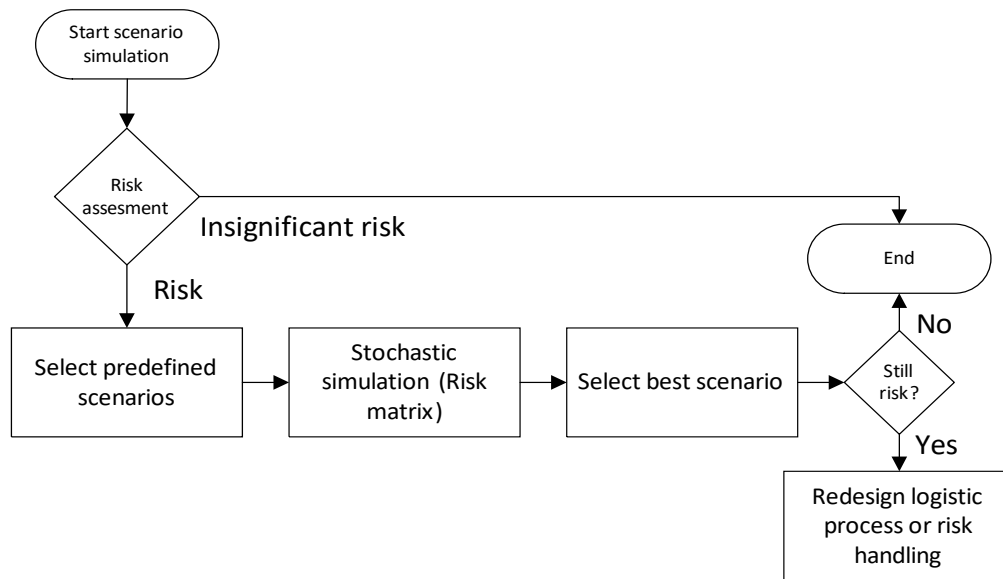 Start scenario
simulation
Risk
assesment
Insignificant risk
End
Risk
No
Select predefined
scenarios
Stochastic
simulation (Risk
matrix)
Select best scenario
Still
risk?
Yes
Redesign logistic
process or risk
handling